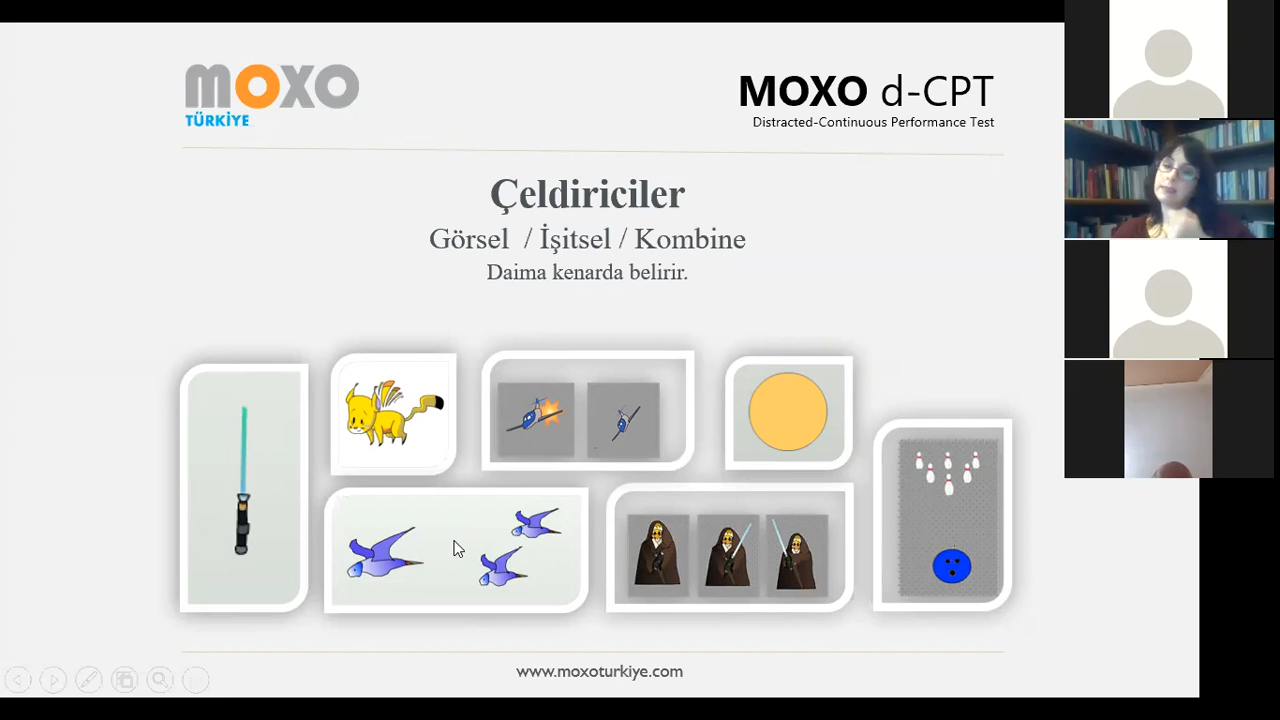 moxo
TÜRKİYE
MOXO d-CPT
Distracted-Continuous Performance Test
Çeldiriciler
Görsel / İşitsel / Kombine
Daima kenarda belirir.
www.moxoturkiye.com